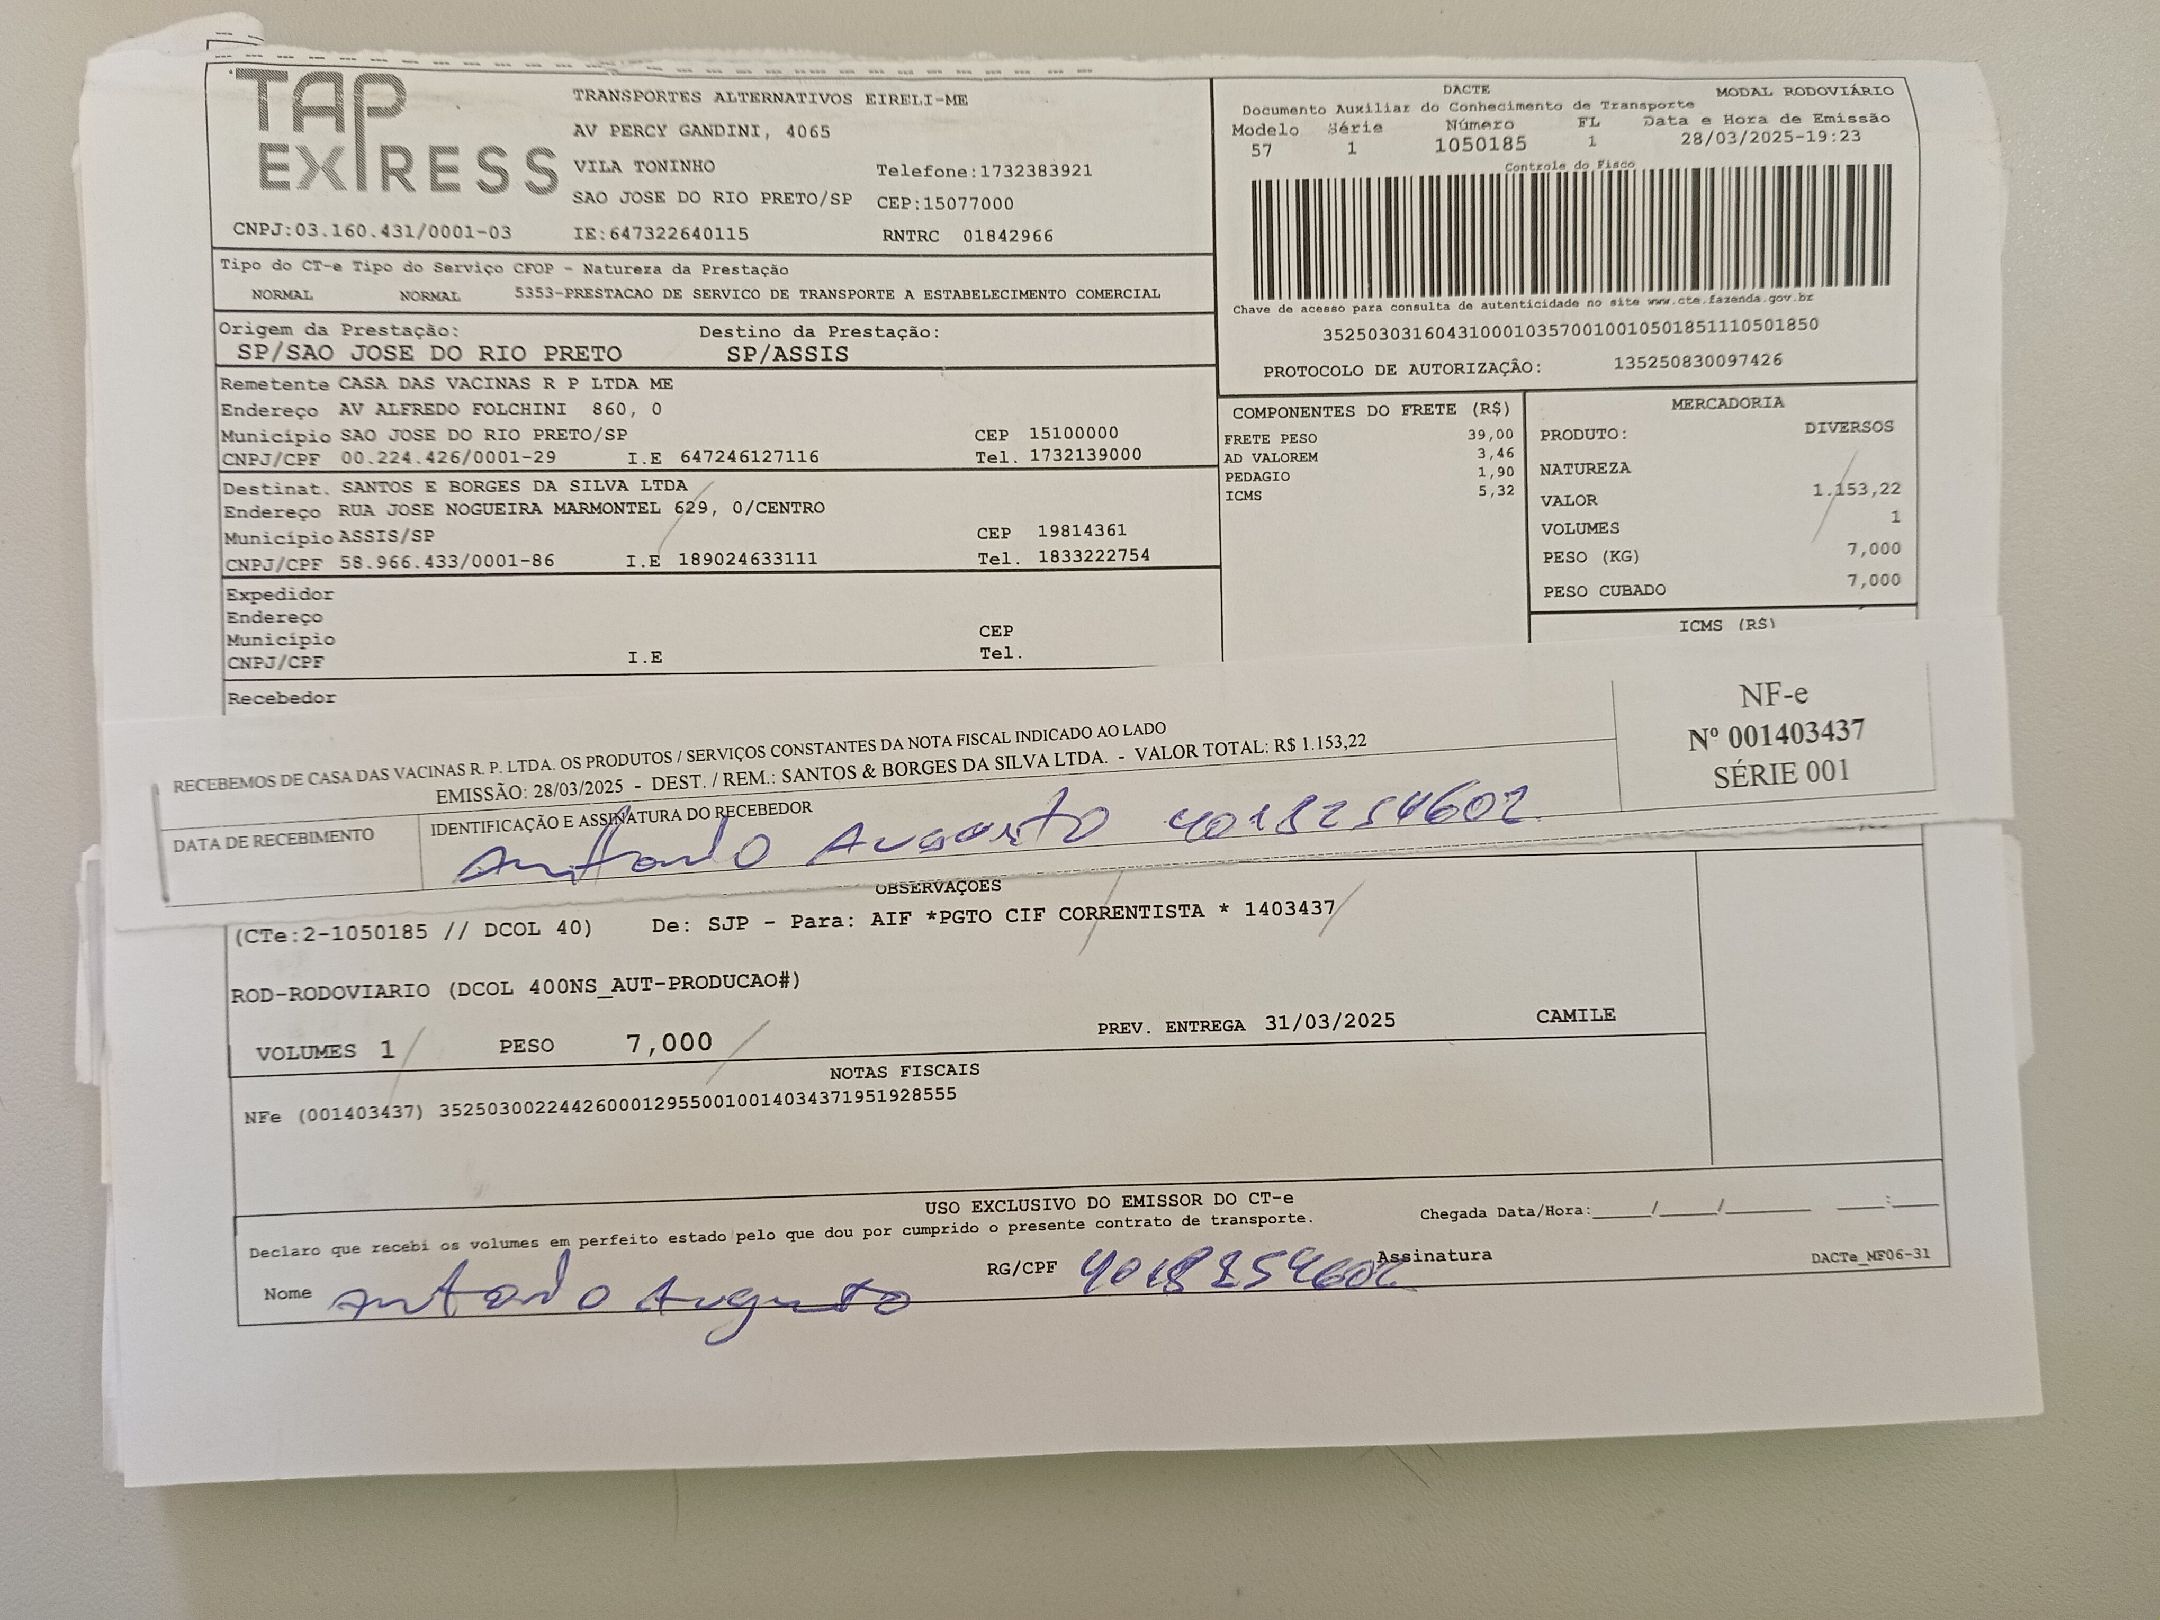 TAP EXPRESS
TRANSPORTES ALTERNATIVOS EIRELI-ME
AV PERCY GANDINI, 4065
VILA TONINHO Telefone:1732383921
SAO JOSE DO RIO PRETO/SP CEP:15077000
CNPJ:03.160.431/0001-03 IE:647322640115 RNTRC 01842966
DACTE MODAL RODOVIÁRIO
Documento Auxiliar do Conhecimento de Transporte
Modelo Série Número FL Data e Hora de Emissão
57 1 1050185 1 28/03/2025-19:23
Controle do Fisco
Chave de acesso para consulta de autenticidade no site www.cte.fazenda.gov.br
35250303160431000103570010010501851110501850
PROTOCOLO DE AUTORIZAÇÃO: 135250830097426
Tipo do CT-e Tipo do Serviço CFOP - Natureza da Prestação
NORMAL NORMAL 5353-PRESTACAO DE SERVICO DE TRANSPORTE A ESTABELECIMENTO COMERCIAL
Origem da Prestação: Destino da Prestação:
SP/SAO JOSE DO RIO PRETO SP/ASSIS
Remetente CASA DAS VACINAS R P LTDA ME
Endereço AV ALFREDO FOLCHINI 860, 0
Município SAO JOSE DO RIO PRETO/SP CEP 15100000
CNPJ/CPF 00.224.426/0001-29 I.E 647246127116 Tel. 1732139000
Destinat. SANTOS E BORGES DA SILVA LTDA
Endereço RUA JOSE NOGUEIRA MARMONTEL 629, 0/CENTRO
Município ASSIS/SP CEP 19814361
CNPJ/CPF 58.966.433/0001-86 I.E 189024633111 Tel. 1833222754
Expedidor
Endereço
Município CEP
CNPJ/CPF I.E Tel.
Recebedor
COMPONENTES DO FRETE (R$)
FRETE PESO 39,00
AD VALOREM 3,46
PEDAGIO 1,90
ICMS 5,32
MERCADORIA
PRODUTO: DIVERSOS
NATUREZA
VALOR 1.153,22
VOLUMES 1
PESO (KG) 7,000
PESO CUBADO 7,000
ICMS (R$)
RECEBEMOS DE CASA DAS VACINAS R. P. LTDA. OS PRODUTOS / SERVIÇOS CONSTANTES DA NOTA FISCAL INDICADO AO LADO
EMISSÃO: 28/03/2025 - DEST. / REM.: SANTOS & BORGES DA SILVA LTDA. - VALOR TOTAL: R$ 1.153,22
DATA DE RECEBIMENTO IDENTIFICAÇÃO E ASSINATURA DO RECEBEDOR
Augusto
NF-e
Nº 001403437
SÉRIE 001
OBSERVAÇOES
(CTe:2-1050185 // DCOL 40) De: SJP - Para: AIF *PGTO CIF CORRENTISTA * 1403437
ROD-RODOVIARIO (DCOL 400NS_AUT-PRODUCAO#)
VOLUMES 1 PESO 7,000 PREV. ENTREGA 31/03/2025 CAMILE
NOTAS FISCAIS
NFe (001403437) 35250300224426000129550010014034371951928555
USO EXCLUSIVO DO EMISSOR DO CT-e
Declaro que recebi os volumes em perfeito estado pelo que dou por cumprido o presente contrato de transporte. Chegada Data/Hora:_____/_____/_______ ____:____
Nome Augusto RG/CPF Assinatura DACTe_MF06-31